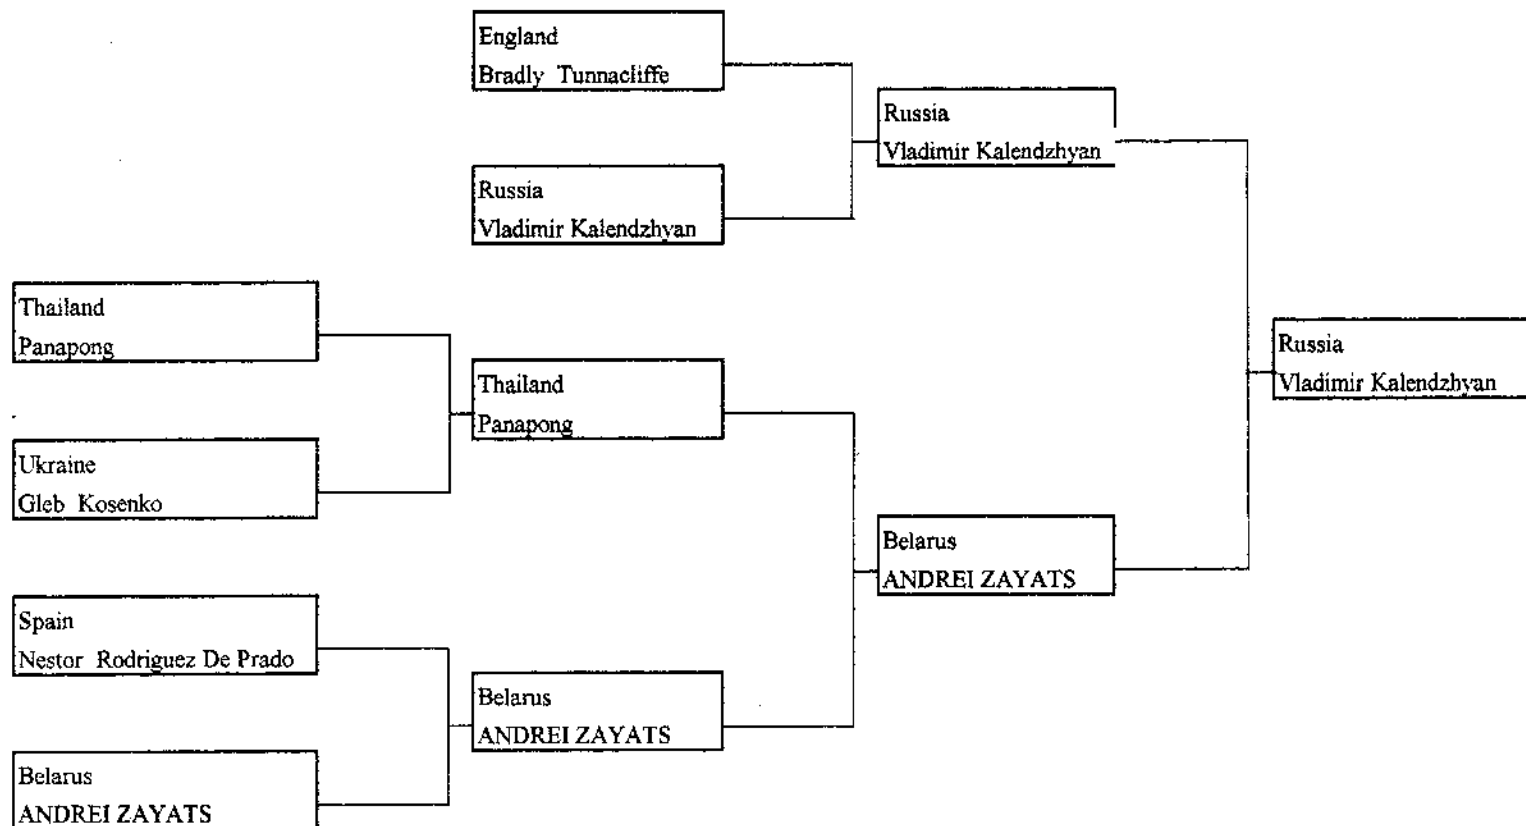 England
Bradly Tunnacliffe
Russia
Vladimir Kalendzhyan
Russia
Vladimir Kalendzhyan
Thailand
Panapong
Ukraine
Gleb Kosenko
Thailand
Panapong
Russia
Vladimir Kalendzhyan
Spain
Nestor Rodriguez De Prado
Belarus
ANDREI ZAYATS
Belarus
ANDREI ZAYATS
Belarus
ANDREI ZAYATS